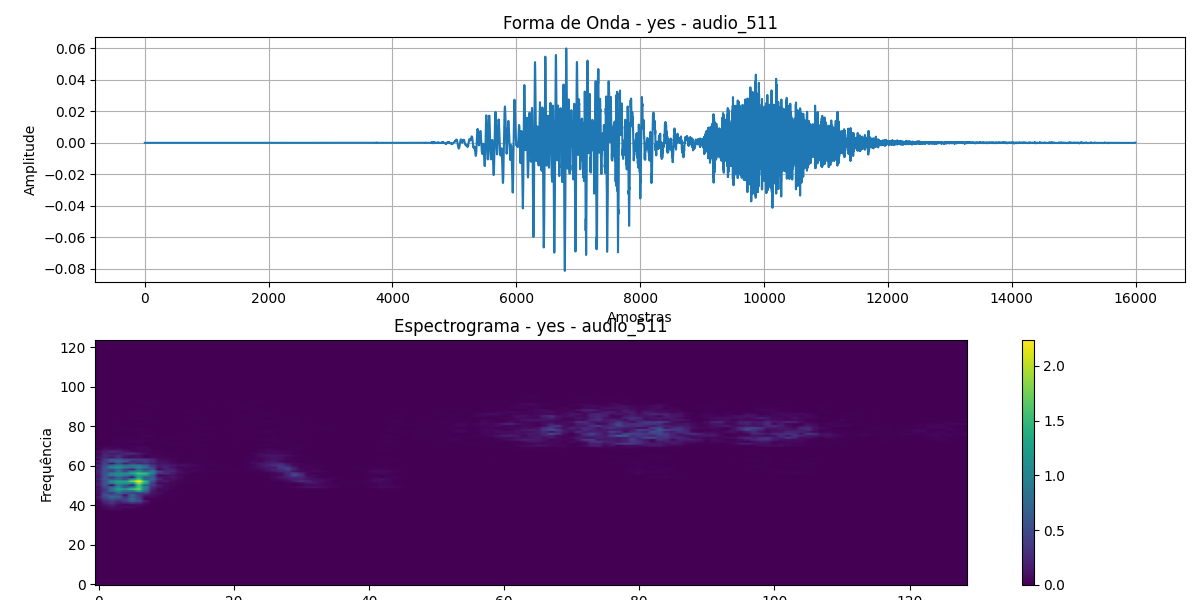 Forma de Onda - yes - audio_511
Amplitude
0.06
0.04
0.02
0.00
−0.02
−0.04
−0.06
−0.08
0 2000 4000 6000 8000 10000 12000 14000 16000
Amostras
Espectrograma - yes - audio_511
Frequência
120
100
80
60
40
20
0
0 20 40 60 80 100 120
2.0
1.5
1.0
0.5
0.0